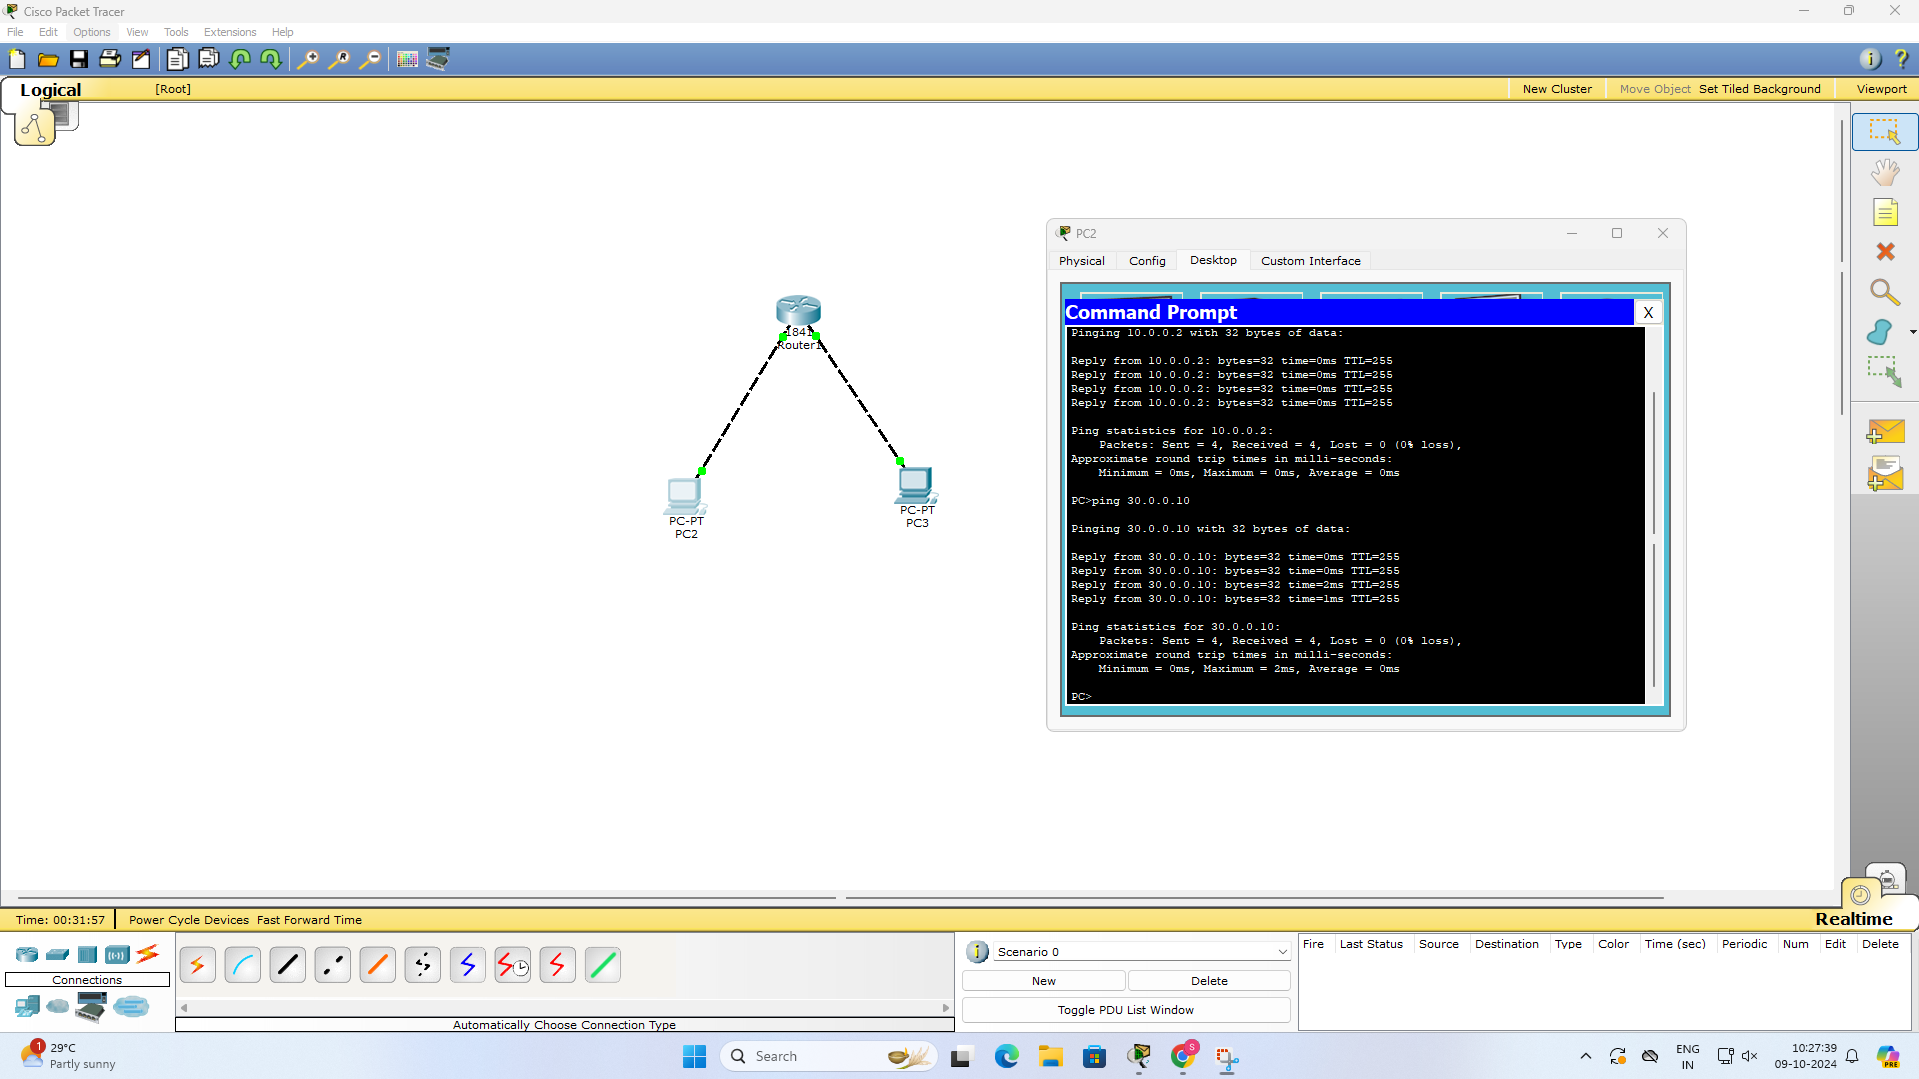 Cisco Packet Tracer
File Edit Options View Tools Extensions Help
Logical [Root] New Cluster Move Object Set Tiled Background Viewport
1841
Router1
PC-PT
PC2
PC-PT
PC3
PC2
Physical Config Desktop Custom Interface
Command Prompt X
Pinging 10.0.0.2 with 32 bytes of data:
Reply from 10.0.0.2: bytes=32 time=0ms TTL=255
Reply from 10.0.0.2: bytes=32 time=0ms TTL=255
Reply from 10.0.0.2: bytes=32 time=0ms TTL=255
Reply from 10.0.0.2: bytes=32 time=0ms TTL=255
Ping statistics for 10.0.0.2:
Packets: Sent = 4, Received = 4, Lost = 0 (0% loss),
Approximate round trip times in milli-seconds:
Minimum = 0ms, Maximum = 0ms, Average = 0ms
PC>ping 30.0.0.10
Pinging 30.0.0.10 with 32 bytes of data:
Reply from 30.0.0.10: bytes=32 time=0ms TTL=255
Reply from 30.0.0.10: bytes=32 time=0ms TTL=255
Reply from 30.0.0.10: bytes=32 time=2ms TTL=255
Reply from 30.0.0.10: bytes=32 time=1ms TTL=255
Ping statistics for 30.0.0.10:
Packets: Sent = 4, Received = 4, Lost = 0 (0% loss),
Approximate round trip times in milli-seconds:
Minimum = 0ms, Maximum = 2ms, Average = 0ms
PC>
Time: 00:31:57 Power Cycle Devices Fast Forward Time Realtime
Connections
Automatically Choose Connection Type
Scenario 0
New Delete
Toggle PDU List Window
Fire Last Status Source Destination Type Color Time (sec) Periodic Num Edit Delete
1
29°C
Partly sunny
Search
S
ENG
IN
10:27:39
09-10-2024
PRE